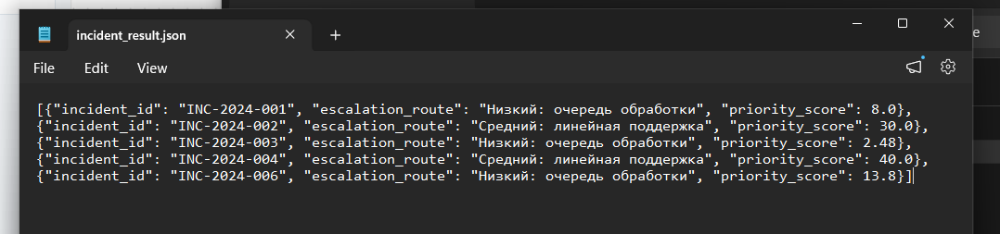 incident_result.json
e
File Edit View
[{"incident_id": "INC-2024-001", "escalation_route": "Низкий: очередь обработки", "priority_score": 8.0},
{"incident_id": "INC-2024-002", "escalation_route": "Средний: линейная поддержка", "priority_score": 30.0},
{"incident_id": "INC-2024-003", "escalation_route": "Низкий: очередь обработки", "priority_score": 2.48},
{"incident_id": "INC-2024-004", "escalation_route": "Средний: линейная поддержка", "priority_score": 40.0},
{"incident_id": "INC-2024-006", "escalation_route": "Низкий: очередь обработки", "priority_score": 13.8}]